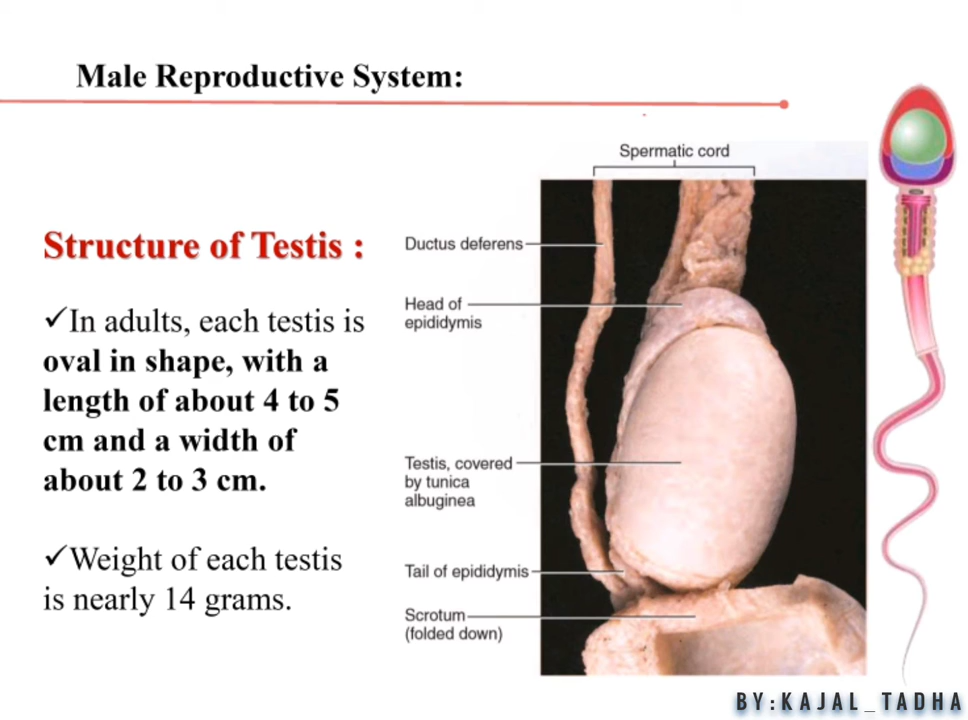 Male Reproductive System:
Spermatic cord
Structure of Testis :
✓In adults, each testis is
oval in shape, with a
length of about 4 to 5
cm and a width of
about 2 to 3 cm.
✓Weight of each testis
is nearly 14 grams.
Ductus deferens
Head of
epididymis
Testis, covered
by tunica
albuginea
Tail of epididymis
Scrotum
(folded down)
BY:KAJAL_TADHA